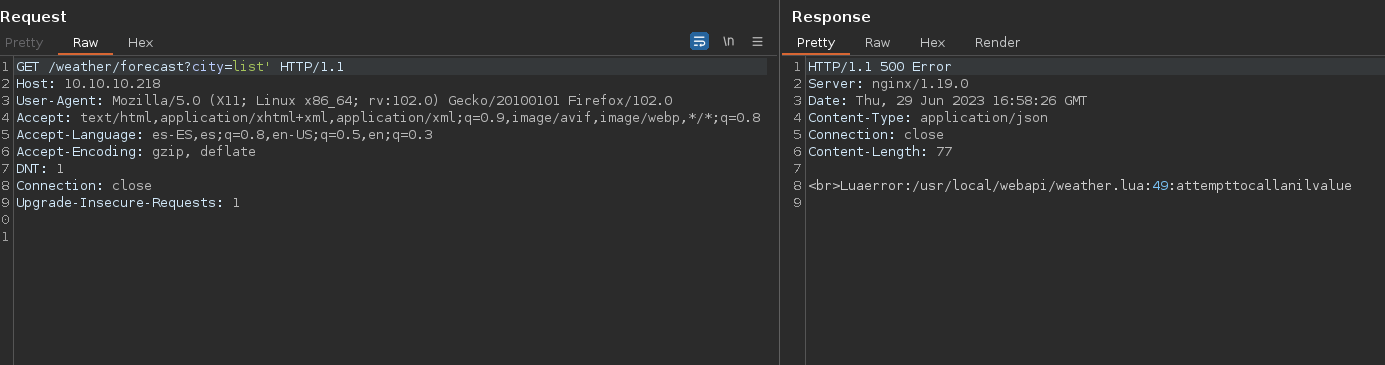 Request
Pretty Raw Hex
\n
1 GET /weather/forecast?city=list' HTTP/1.1
2 Host: 10.10.10.218
3 User-Agent: Mozilla/5.0 (X11; Linux x86_64; rv:102.0) Gecko/20100101 Firefox/102.0
4 Accept: text/html,application/xhtml+xml,application/xml;q=0.9,image/avif,image/webp,*/*;q=0.8
5 Accept-Language: es-ES,es;q=0.8,en-US;q=0.5,en;q=0.3
6 Accept-Encoding: gzip, deflate
7 DNT: 1
8 Connection: close
9 Upgrade-Insecure-Requests: 1
0
1
Response
Pretty Raw Hex Render
1 HTTP/1.1 500 Error
2 Server: nginx/1.19.0
3 Date: Thu, 29 Jun 2023 16:58:26 GMT
4 Content-Type: application/json
5 Connection: close
6 Content-Length: 77
7
8 <br>Luaerror:/usr/local/webapi/weather.lua:49:attempttocallanilvalue
9